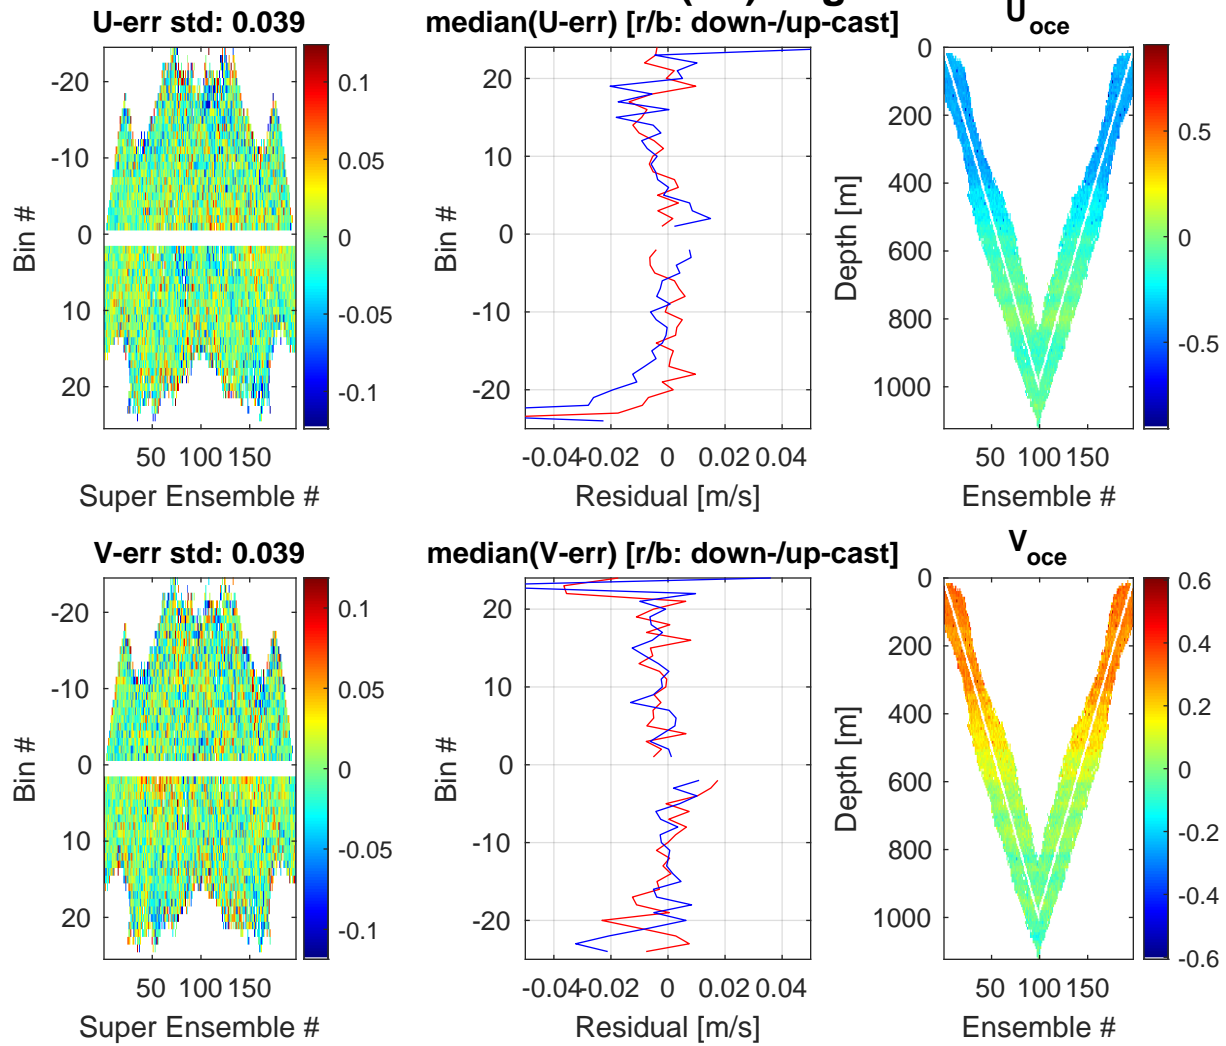 U-err std: 0.039
median(U-err) [r/b: down-/up-cast]
U oce
-20
-10
0
10
20
Bin #
50 100 150
Super Ensemble #
0.1
0.05
0
-0.05
-0.1
20
10
0
-10
-20
Bin #
-0.04 -0.02 0 0.02 0.04
Residual [m/s]
0
200
400
600
800
1000
Depth [m]
50 100 150
Ensemble #
0.5
0
-0.5
V-err std: 0.039
median(V-err) [r/b: down-/up-cast]
V oce
-20
-10
0
10
20
Bin #
50 100 150
Super Ensemble #
0.1
0.05
0
-0.05
-0.1
20
10
0
-10
-20
Bin #
-0.04 -0.02 0 0.02 0.04
Residual [m/s]
0
200
400
600
800
1000
Depth [m]
50 100 150
Ensemble #
0.6
0.4
0.2
0
-0.2
-0.4
-0.6